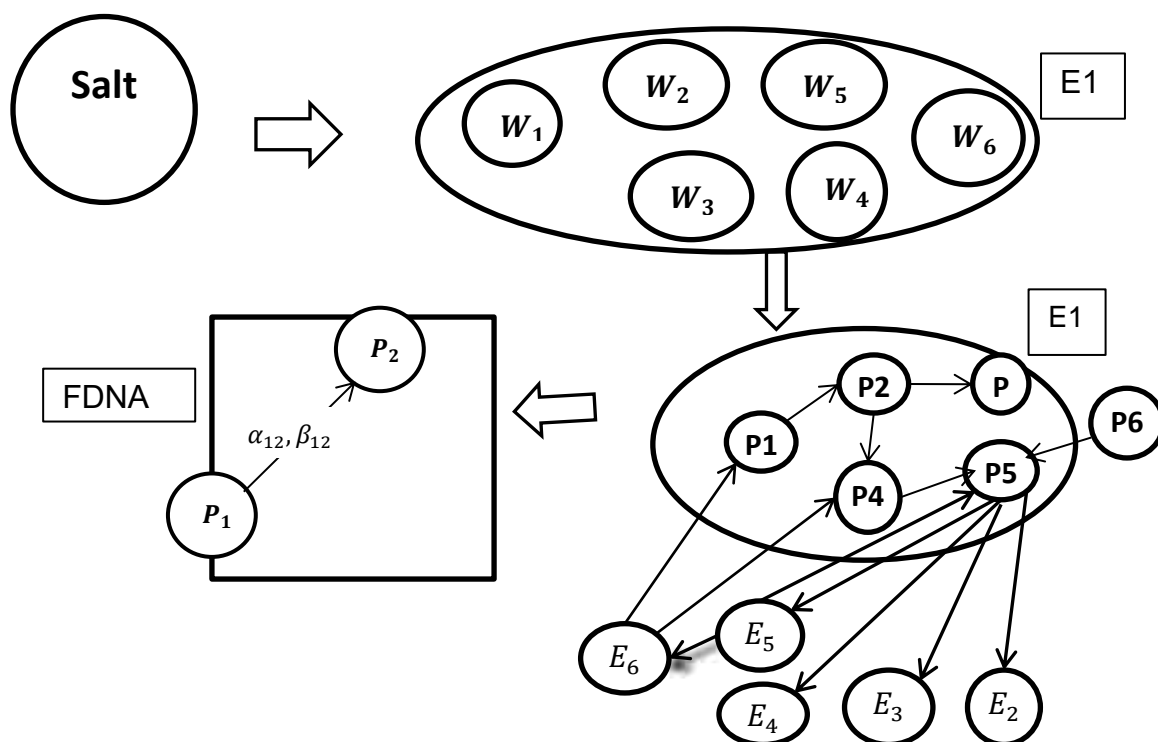 Salt
W₁
W₂
W₅
W₃
W₄
W₆
E1
E1
P1
P2
P
P4
P5
P6
FDNA
P₂
α₁₂, β₁₂
P₁
E₆
E₅
E₄
E₃
E₂